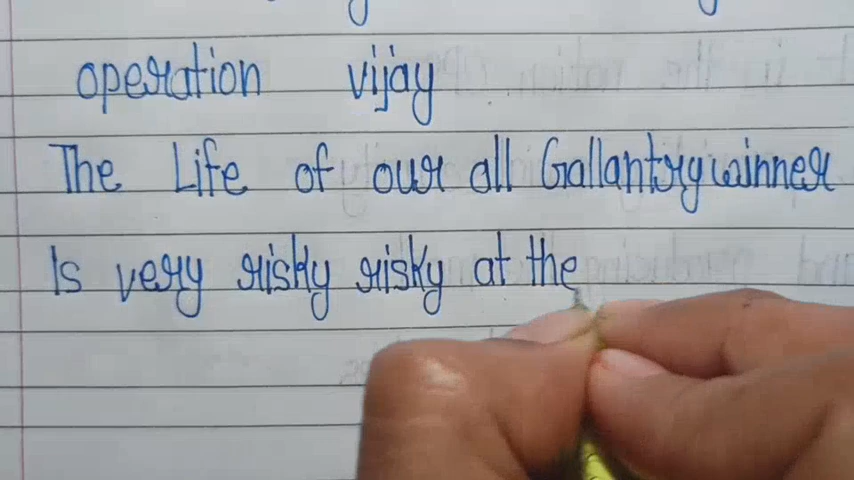 operation vijay
The Life of our all Gallantry winner
Is very risky risky at the